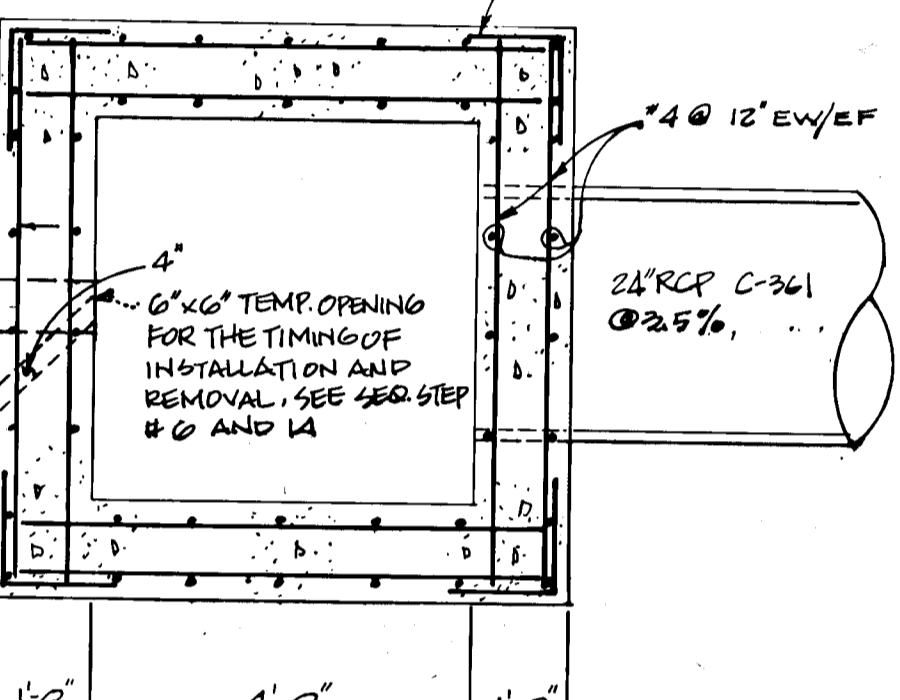 #4 @ 12" EW/EF
4"
6"x6" TEMP. OPENING
FOR THE TIMING OF
INSTALLATION AND
REMOVAL, SEE SEQ. STEP
#6 AND 1A
24" RCP C-361
@ 2.5%,